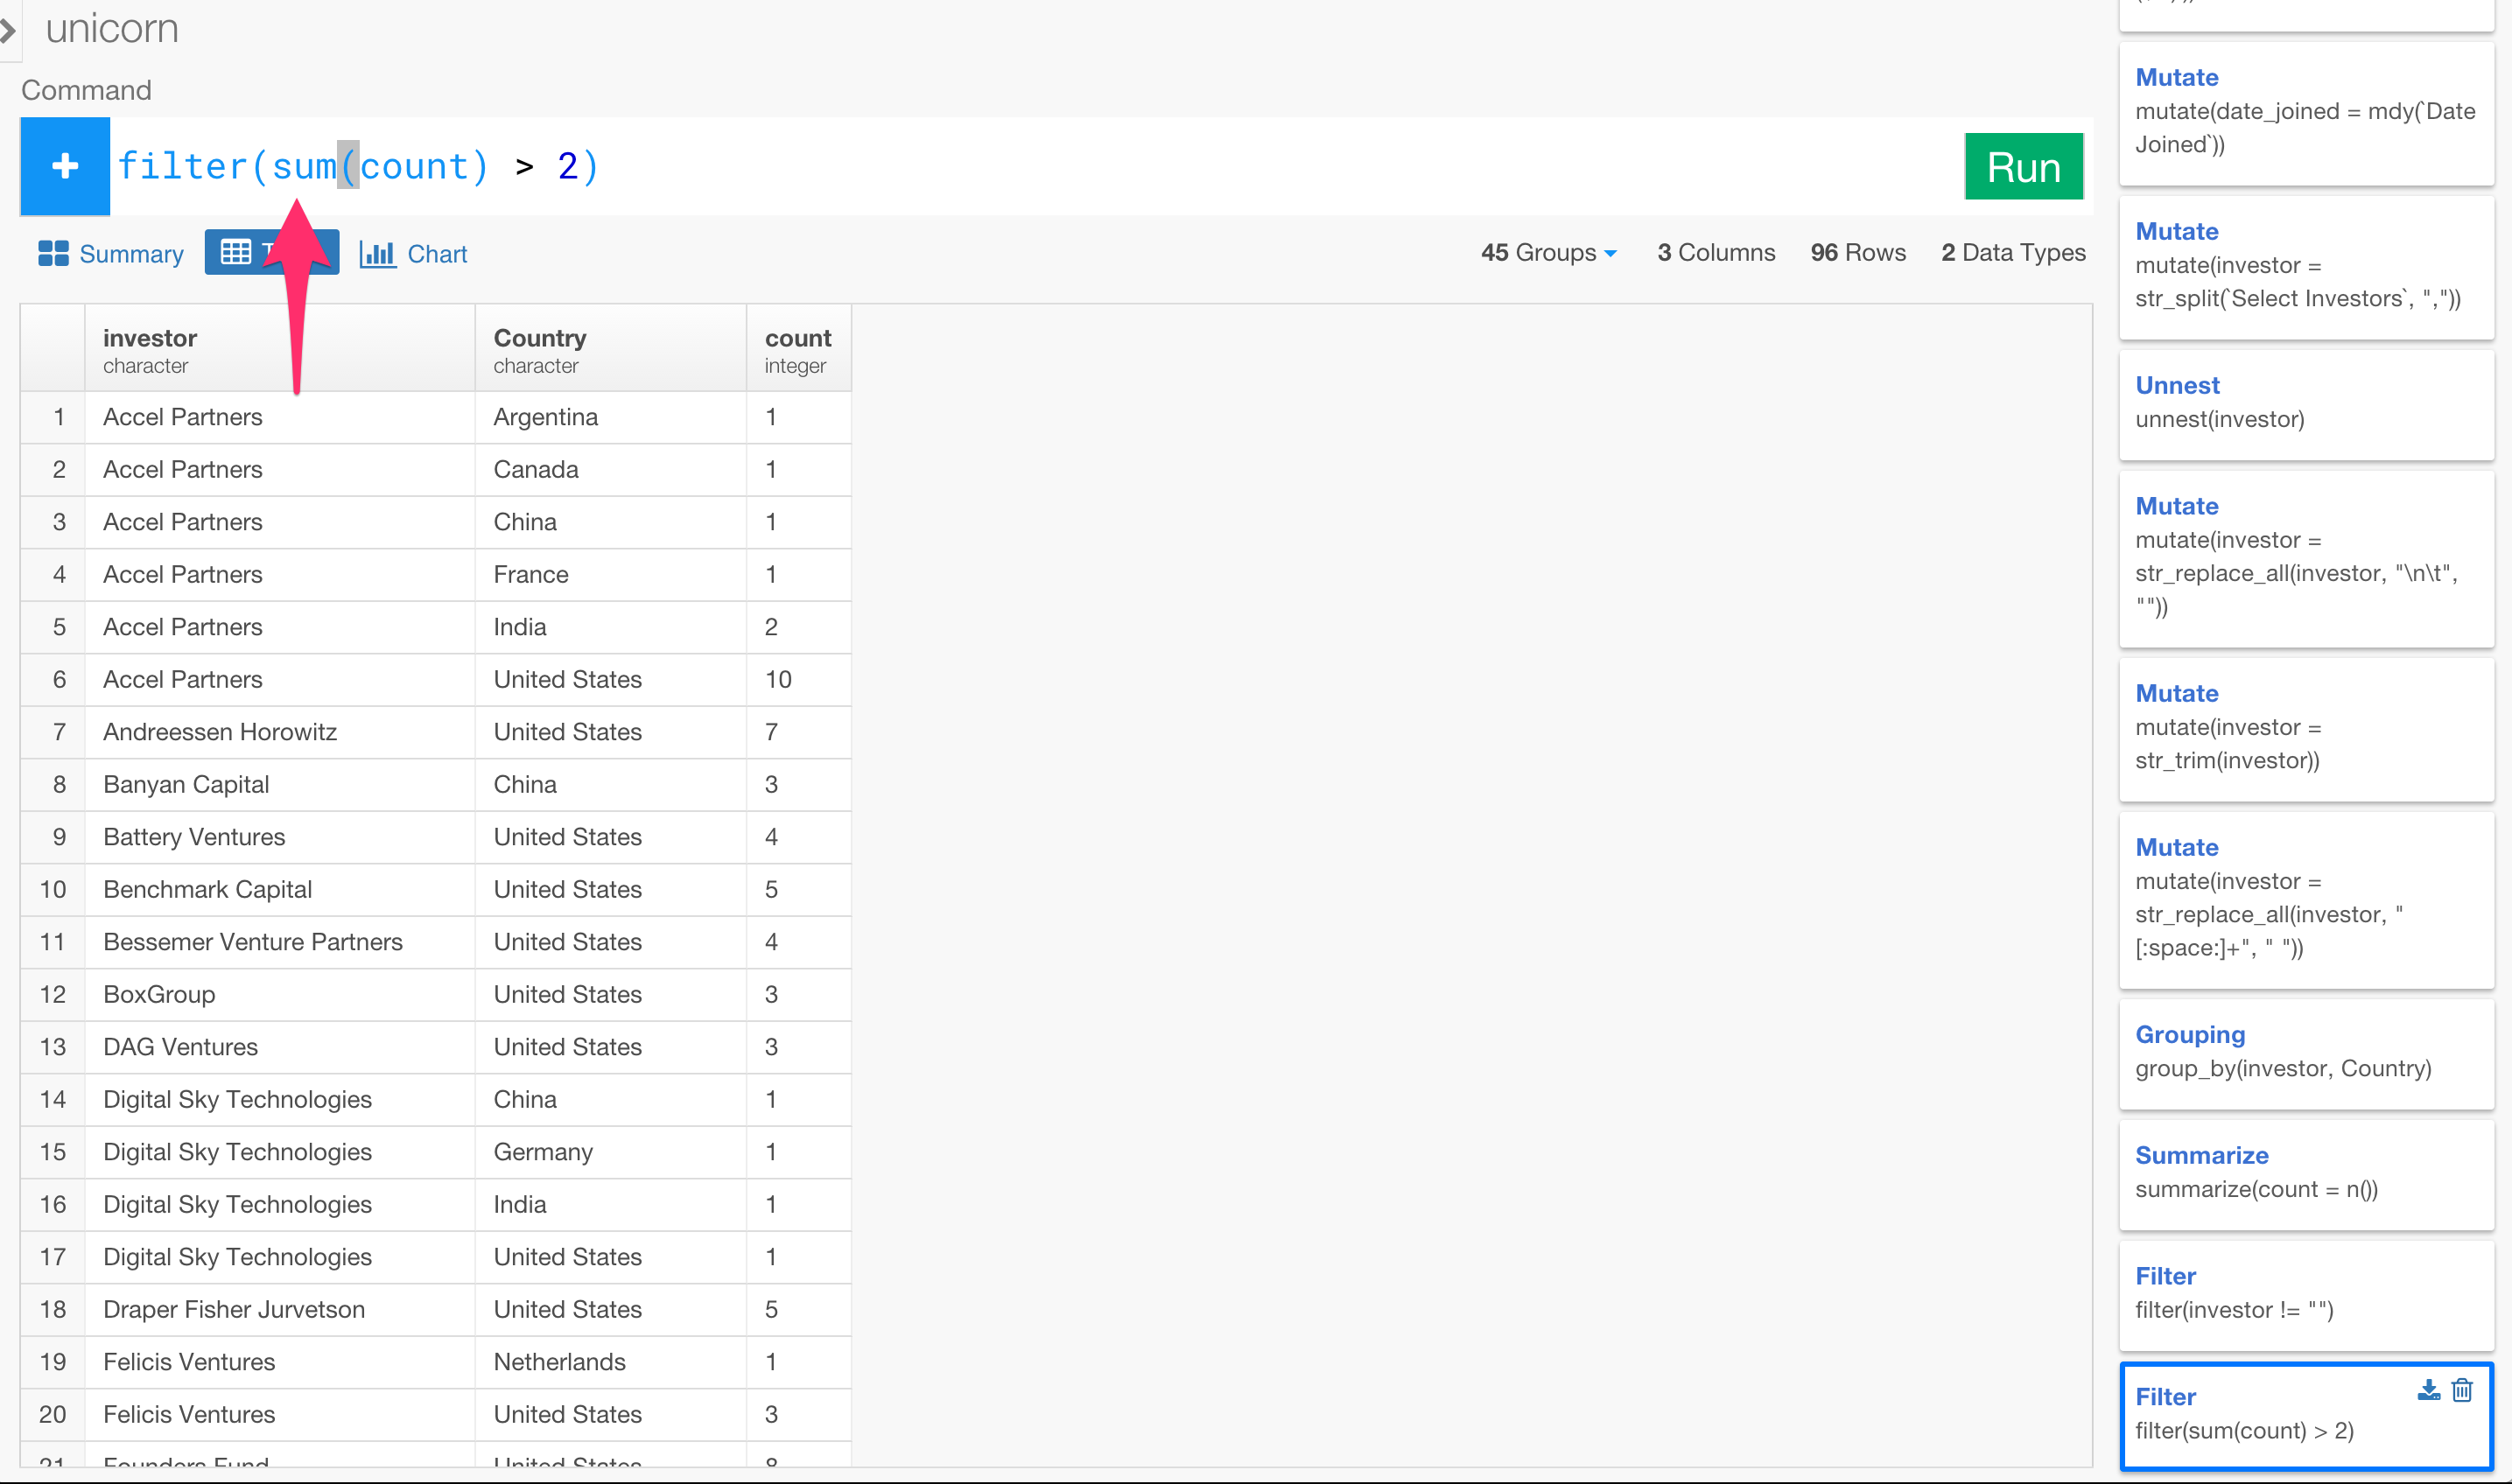 unicorn
Command
filter(sum(count) > 2)
Run
Summary
Chart
45 Groups 3 Columns 96 Rows 2 Data Types
investor Country count
character character integer
1 Accel Partners Argentina 1
2 Accel Partners Canada 1
3 Accel Partners China 1
4 Accel Partners France 1
5 Accel Partners India 2
6 Accel Partners United States 10
7 Andreessen Horowitz United States 7
8 Banyan Capital China 3
9 Battery Ventures United States 4
10 Benchmark Capital United States 5
11 Bessemer Venture Partners United States 4
12 BoxGroup United States 3
13 DAG Ventures United States 3
14 Digital Sky Technologies China 1
15 Digital Sky Technologies Germany 1
16 Digital Sky Technologies India 1
17 Digital Sky Technologies United States 1
18 Draper Fisher Jurvetson United States 5
19 Felicis Ventures Netherlands 1
20 Felicis Ventures United States 3
21 Founders Fund United States 8
Mutate
mutate(date_joined = mdy(`Date
Joined`))
Mutate
mutate(investor =
str_split(`Select Investors`, ","))
Unnest
unnest(investor)
Mutate
mutate(investor =
str_replace_all(investor, "\n\t",
""))
Mutate
mutate(investor =
str_trim(investor))
Mutate
mutate(investor =
str_replace_all(investor, "
[:space:]+", " "))
Grouping
group_by(investor, Country)
Summarize
summarize(count = n())
Filter
filter(investor != "")
Filter
filter(sum(count) > 2)